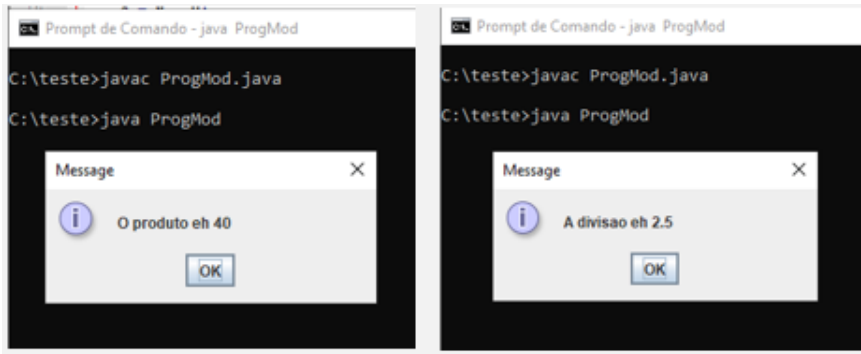 Prompt de Comando - java ProgMod
C:\teste>javac ProgMod.java
C:\teste>java ProgMod
Message
O produto eh 40
OK
Prompt de Comando - java ProgMod
C:\teste>javac ProgMod.java
C:\teste>java ProgMod
Message
A divisao eh 2.5
OK